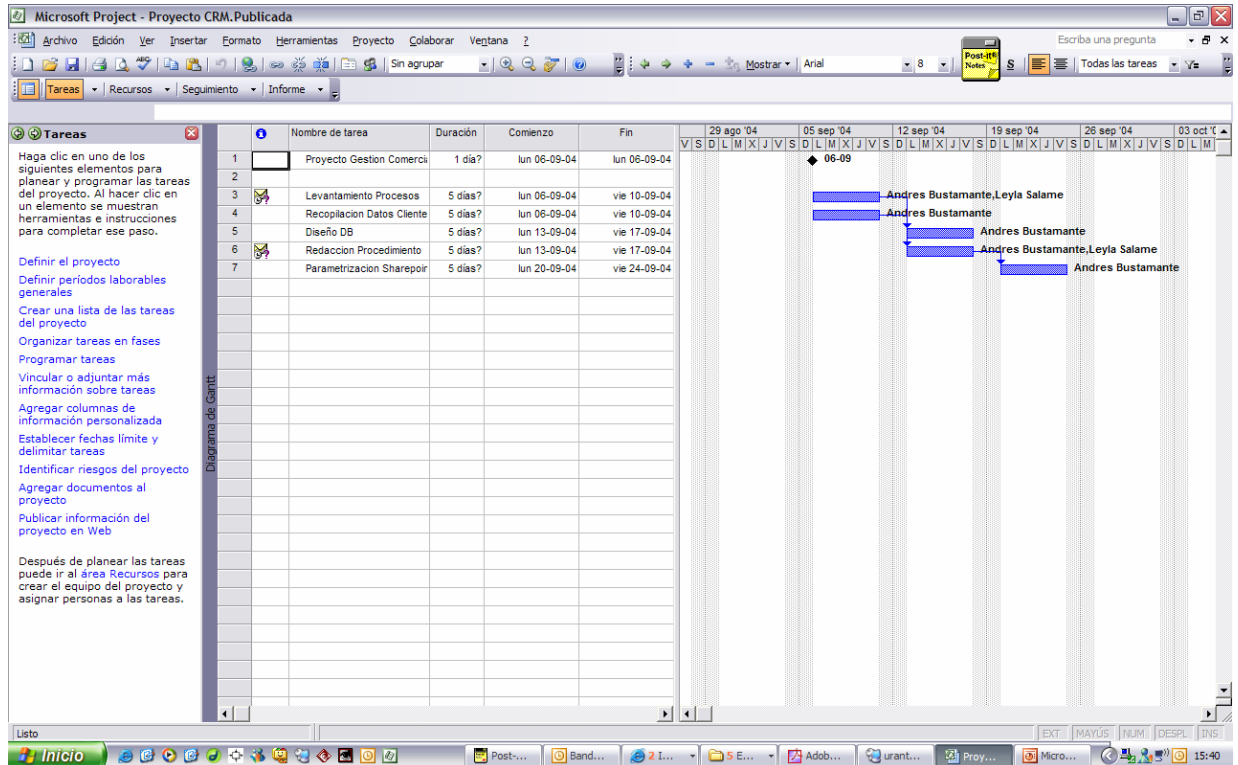 Microsoft Project - Proyecto CRM.Publicada
Archivo Edición Ver Insertar Formato Herramientas Proyecto Colaborar Ventana ?
Escriba una pregunta
Sin agrupar Mostrar Arial 8 Post-it® Notes S Todas las tareas
Tareas Recursos Seguimiento Informe
Tareas
Haga clic en uno de los
siguientes elementos para
planear y programar las tareas
del proyecto. Al hacer clic en
un elemento se muestran
herramientas e instrucciones
para completar ese paso.
Definir el proyecto
Definir períodos laborables
generales
Crear una lista de las tareas
del proyecto
Organizar tareas en fases
Programar tareas
Vincular o adjuntar más
información sobre tareas
Agregar columnas de
información personalizada
Establecer fechas límite y
delimitar tareas
Identificar riesgos del proyecto
Agregar documentos al
proyecto
Publicar información del
proyecto en Web
Después de planear las tareas
puede ir al área Recursos para
crear el equipo del proyecto y
asignar personas a las tareas.
Diagrama de Gantt
Nombre de tarea Duración Comienzo Fin
1 Proyecto Gestion Comerci 1 día? lun 06-09-04 lun 06-09-04
2
3 Levantamiento Procesos 5 días? lun 06-09-04 vie 10-09-04
4 Recopilacion Datos Cliente 5 días? lun 06-09-04 vie 10-09-04
5 Diseño DB 5 días? lun 13-09-04 vie 17-09-04
6 Redaccion Procedimiento 5 días? lun 13-09-04 vie 17-09-04
7 Parametrizacion Sharepoir 5 días? lun 20-09-04 vie 24-09-04
29 ago '04 05 sep '04 12 sep '04 19 sep '04 26 sep '04 03 oct '0
V S D L M X J V S D L M X J V S D L M X J V S D L M X J V S D L M X J V S D L M
06-09
Andres Bustamante,Leyla Salame
Andres Bustamante
Andres Bustamante
Andres Bustamante,Leyla Salame
Andres Bustamante
Listo
EXT MAYÚS NUM DESPL INS
Inicio Post-... Band... 2 I... 5 E... Adob... urant... Proy... Micro... 15:40